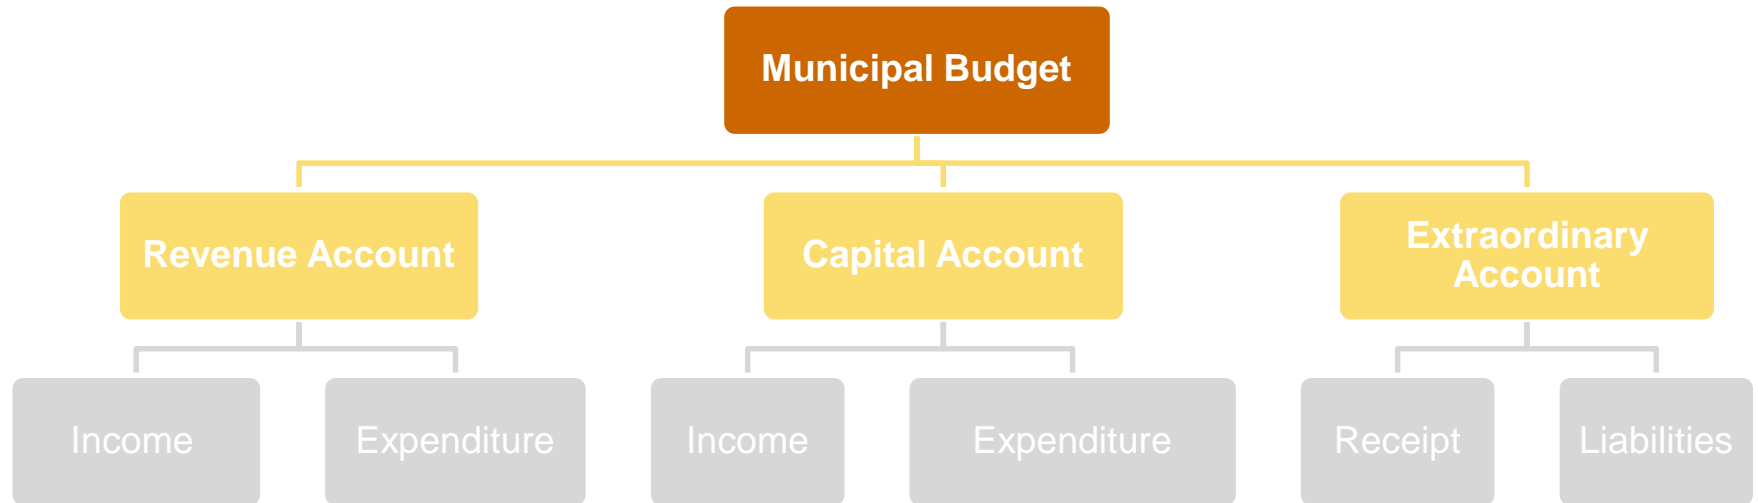 Municipal Budget
Revenue Account
Capital Account
Extraordinary
Account
Income
Expenditure
Income
Expenditure
Receipt
Liabilities